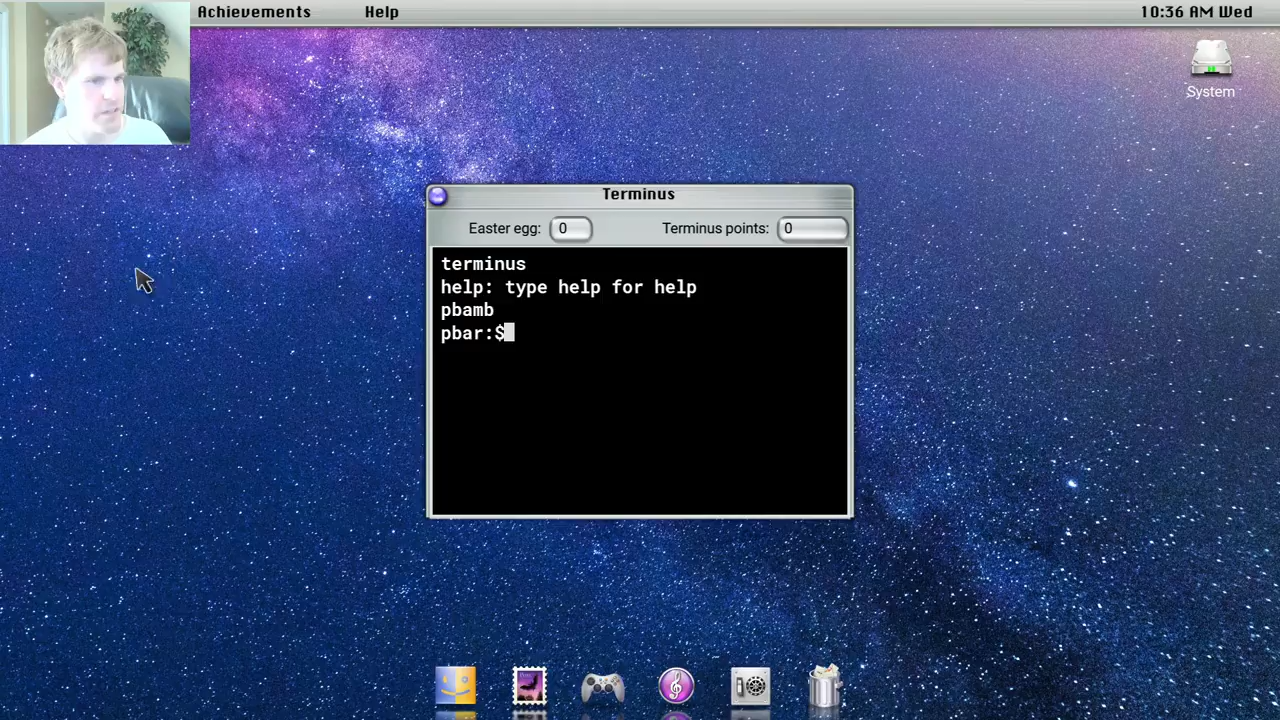 Achievements Help 10:36 AM Wed
System
Terminus
Easter egg: 0 Terminus points: 0
terminus
help: type help for help
pbamb
pbar:$